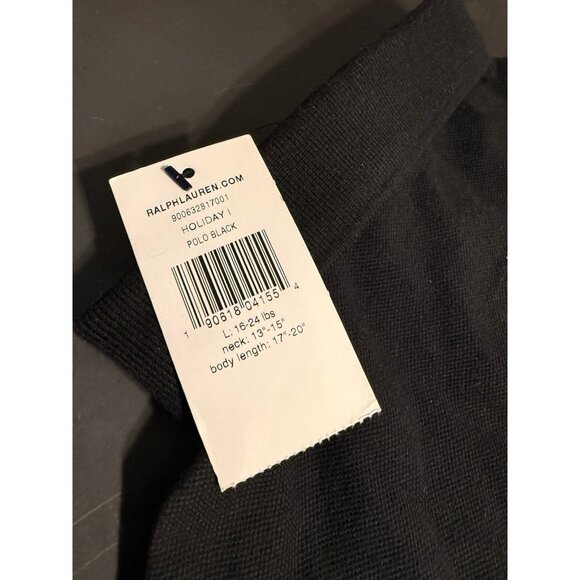 RALPHLAUREN.COM
900632817001
HOLIDAY I
POLO BLACK
1 90618 04155 4
L: 16-24 lbs
neck: 13"-15"
body length: 17"-20"